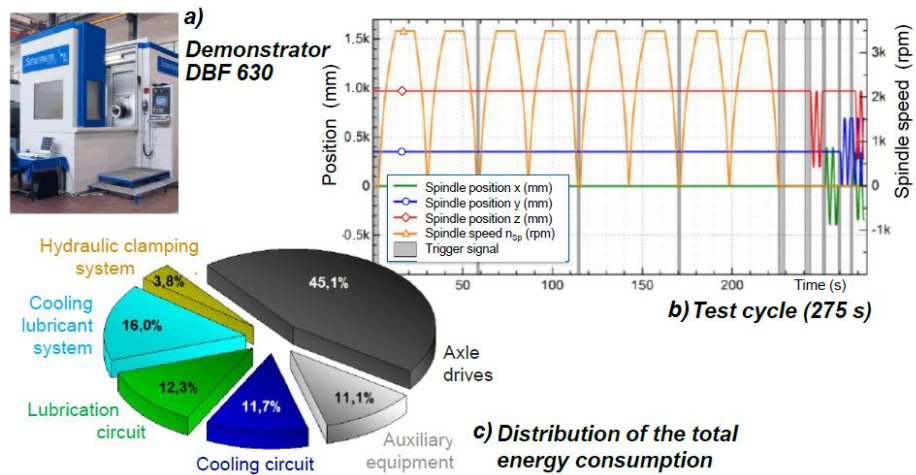 a)
Demonstrator
DBF 630
Scharmann
1.5k
1.0k
0.5k
0
-0.5k
Position (mm)
3k
2k
1k
0
-1k
Spindle speed (rpm)
Spindle position x (mm)
Spindle position y (mm)
Spindle position z (mm)
Spindle speed nSp (rpm)
Trigger signal
50
100
150
200
Time (s)
b) Test cycle (275 s)
Hydraulic clamping
system
3,8%
45,1%
Cooling
lubricant
system
16,0%
Axle
drives
12,3%
11,7%
11,1%
Lubrication
circuit
Cooling circuit
Auxiliary
equipment
c) Distribution of the total
energy consumption